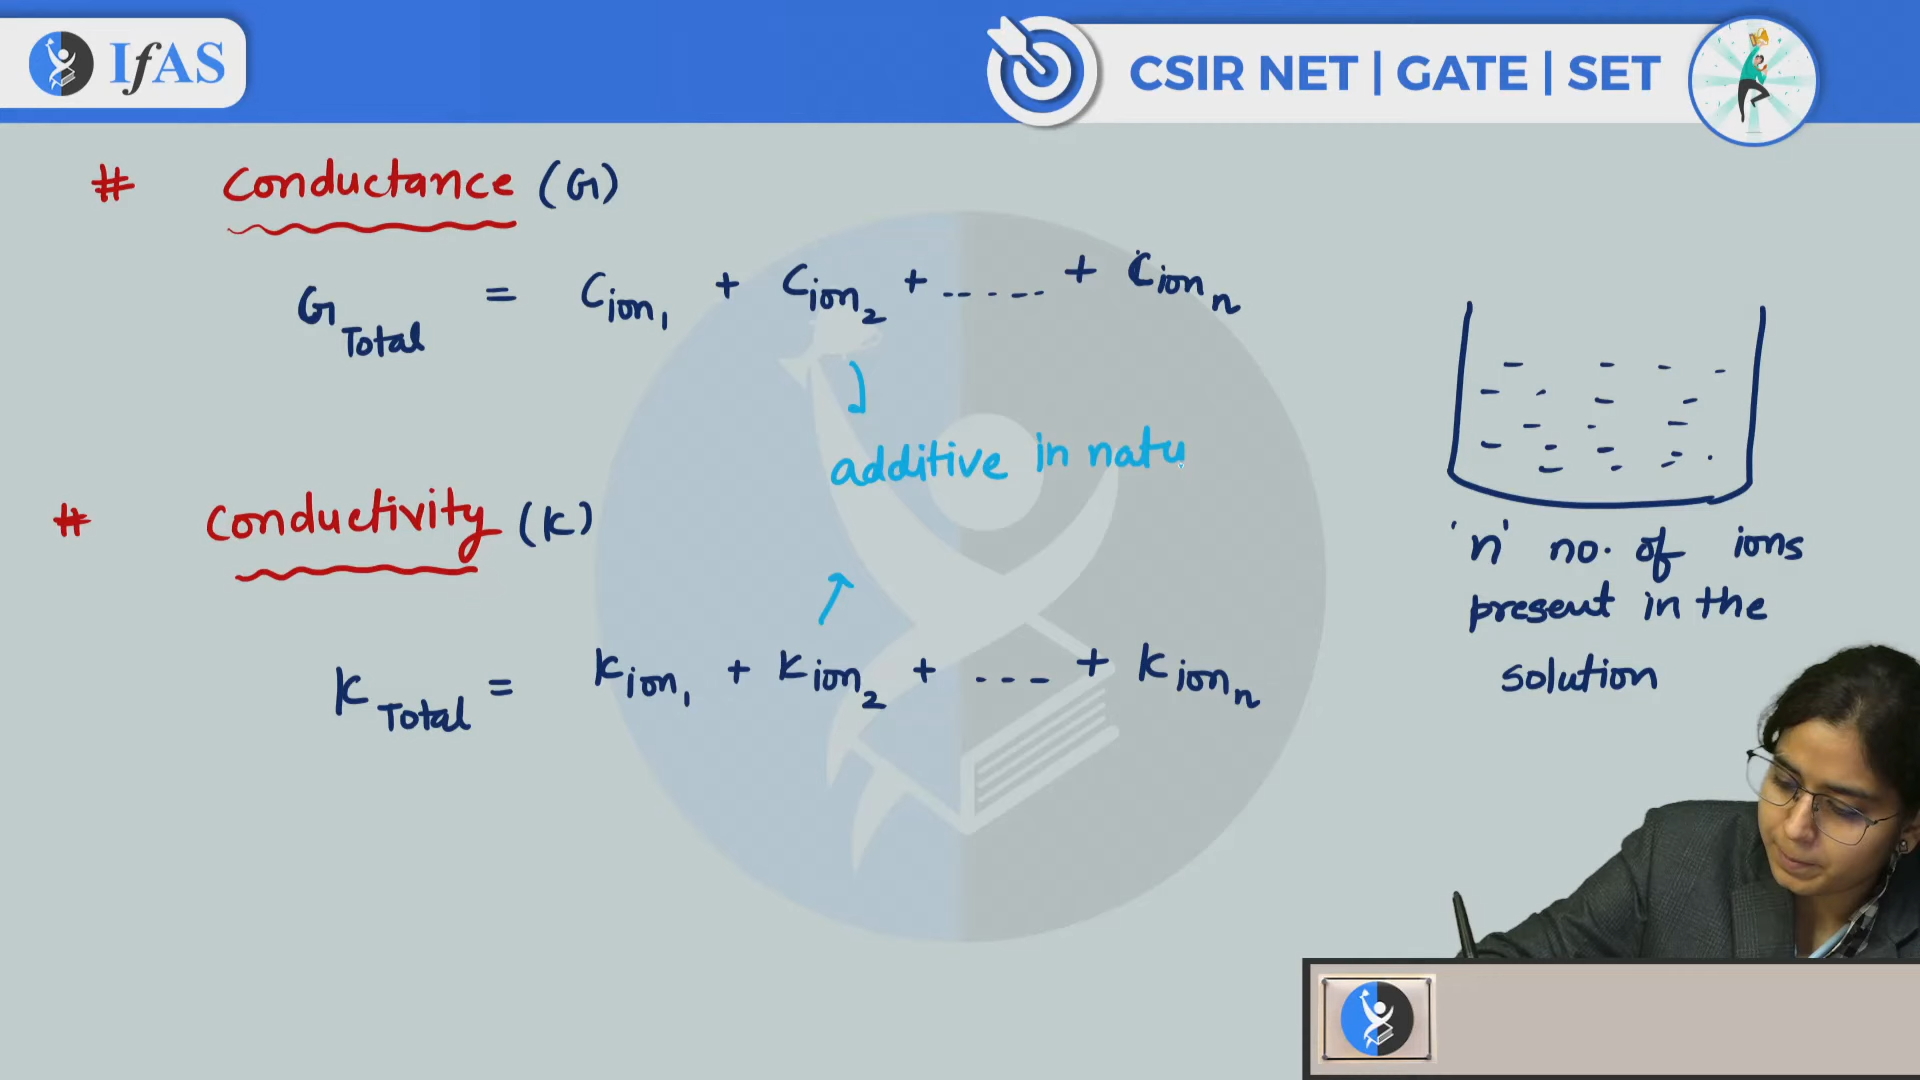 IfAS
CSIR NET | GATE | SET
# Conductance (G)
G Total = C ion 1 + C ion 2 + ...... + C ion n
additive in natu
# Conductivity (K)
K Total = K ion 1 + K ion 2 + --- + K ion n
'n' no. of ions
present in the
solution